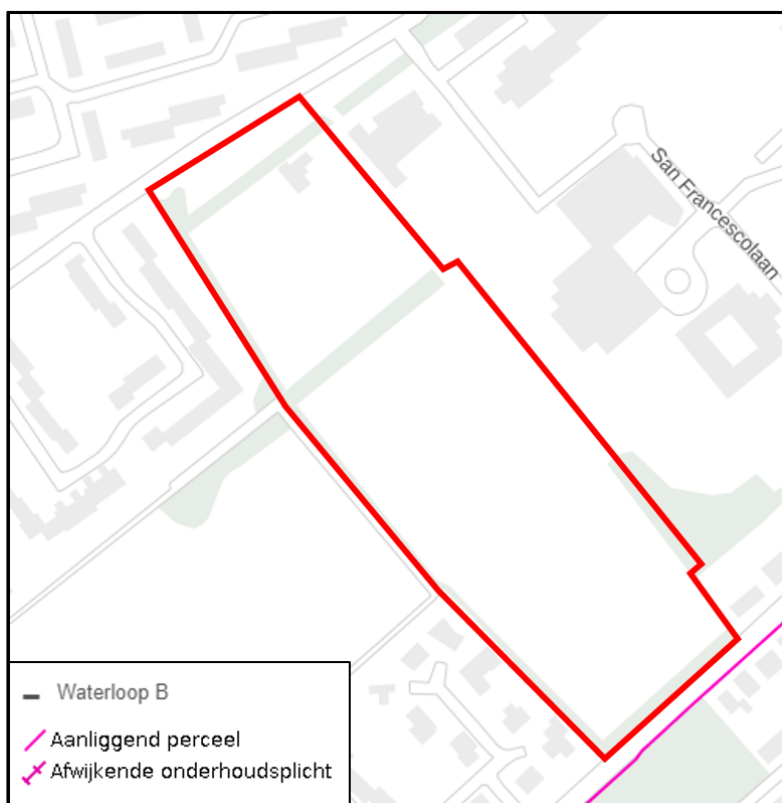 San Francescolaan
Waterloop B
Aanliggend perceel
Afwijkende onderhoudsplicht